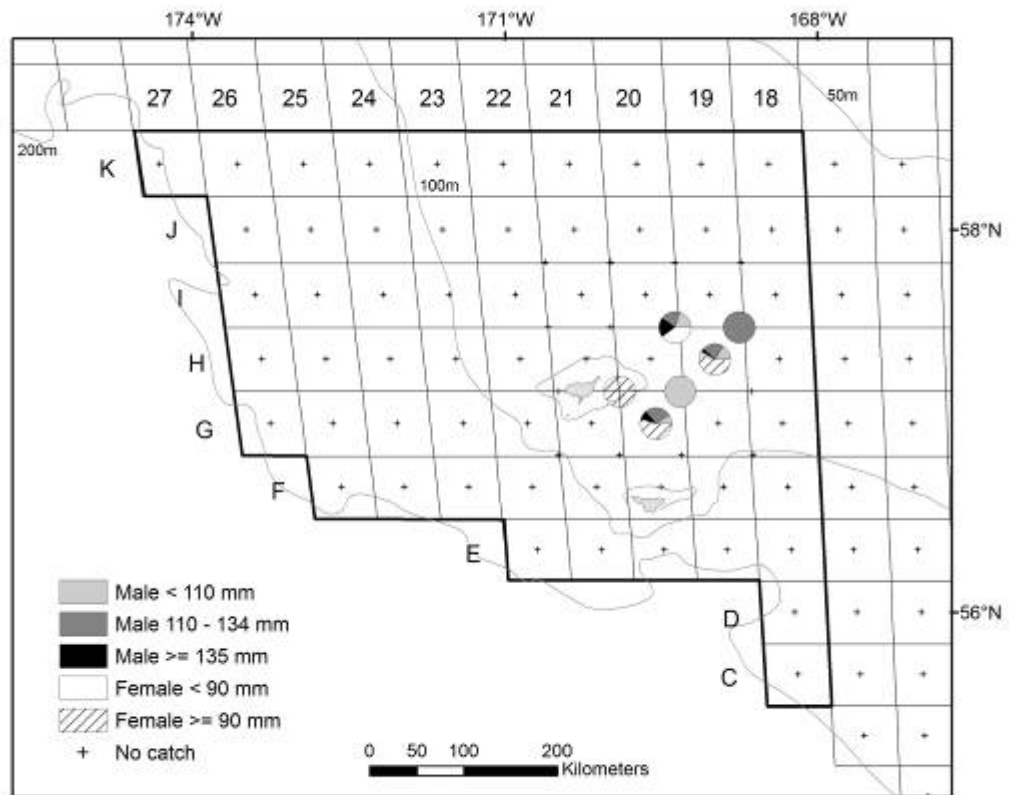 174°W 171°W 168°W
27 26 25 24 23 22 21 20 19 18
50m
200m
K
100m
J
58°N
I
H
G
F
E
Male < 110 mm
Male 110 - 134 mm
D
56°N
Male >= 135 mm
C
Female < 90 mm
Female >= 90 mm
No catch
0 50 100 200
Kilometers